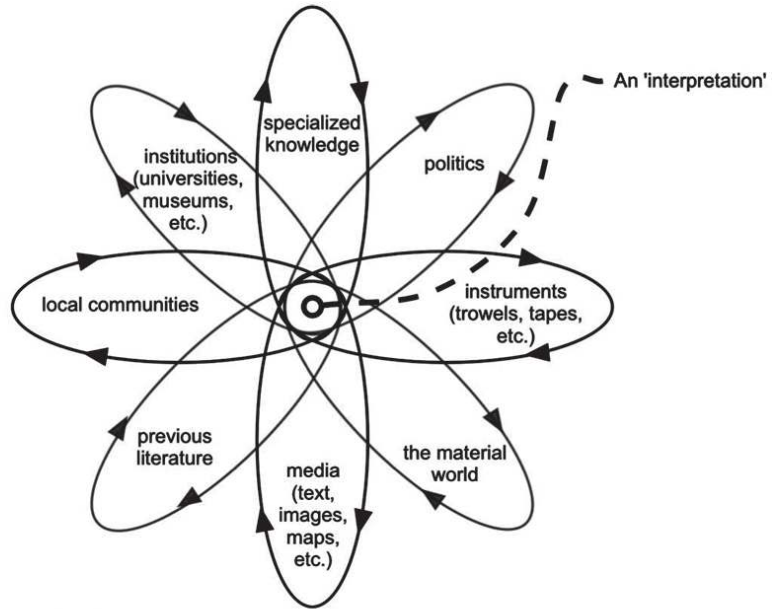 An 'interpretation'
specialized
knowledge
institutions
(universities,
museums,
etc.)
politics
local communities
instruments
(trowels, tapes,
etc.)
previous
literature
the material
world
media
(text,
images,
maps,
etc.)